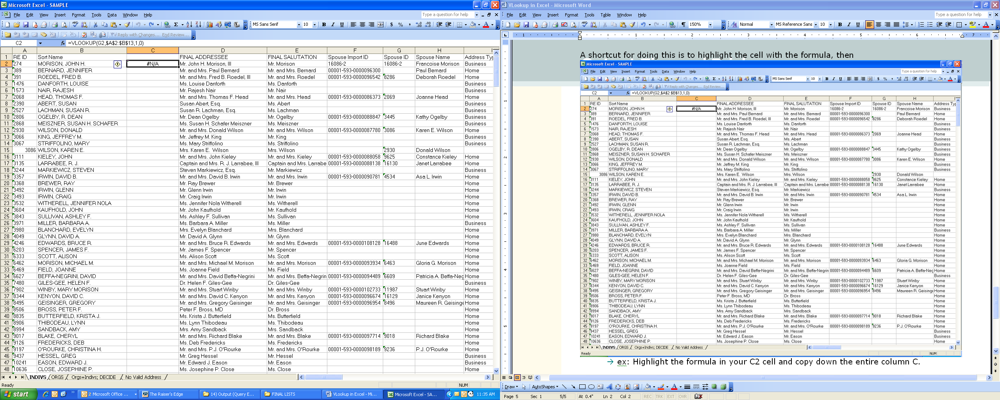 Microsoft Excel - SAMPLE
File Edit View Insert Format Tools Data Window Help
Type a question for help
MS Sans Serif 10
Reply with Changes... End Review...
C2 fx =VLOOKUP(G2,$A$2:$B$13,1,0)
A B C D E F G H I
1 RE ID Sort Name FINAL ADDRESSEE FINAL SALUTATION Spouse Import ID Spouse ID Spouse Name Address Ty
2 274 MORISON, JOHN H. #N/A Mr. John H. Morison, III Mr. Morison 16086-2 16086-2 Francoise Morison Business
3 389 BERNARD, JENNIFER Mr. and Mrs. Paul Bernard Mr. and Mrs. Bernard 00001-593-0000096300 Paul Bernard Home
4 391 ROEDEL, FRED B. Mr. and Mrs. Fred B. Roedel, III Mr. and Mrs. Roedel 00001-593-0000096542 8286 Deborah Roedel Home
5 1476 DANFORTH, LOUISE Ms. Louise Danforth Ms. Danforth Business
6 1573 NAIR, RAJESH Mr. Rajesh Nair Mr. Nair Business
7 2068 HEAD, THOMAS F. Mr. and Mrs. Thomas F. Head Mr. and Mrs. Head 00001-593-0000086373 2069 Joanne Head Home
8 2390 ABERT, SUSAN Susan Abert, Esq. Ms. Abert Business
9 2527 LACHMAN, SUSAN R. Susan R. Lachman, Esq. Ms. Lachman Business
10 2806 OGELBY, R. DEAN Mr. Dean Ogelby Mr. Ogelby 00001-593-0000088847 3445 Kathy Ogelby Business
11 2868 MEISZNER, SUSAN H. SCHAFER Ms. Susan H. Schafer Meiszner Ms. Meiszner Business
12 2930 WILSON, DONALD Mr. and Mrs. Donald Wilson Mr. and Mrs. Wilson 00001-593-0000087780 3086 Karen E. Wilson Home
13 3066 KING, JEFFREY M. Mr. Jeffrey M. King Mr. King Business
14 3067 STRIFFOLINO, MARY Ms. Mary Striffolino Ms. Striffolino Business
15 3086 WILSON, KAREN E. Mrs. Karen E. Wilson Mrs. Wilson 2930 Donald Wilson
16 3111 KIELEY, JOHN Mr. and Mrs. John Kieley Mr. and Mrs. Kieley 00001-593-0000088058 9625 Constance Kieley Home
17 3135 LARRABEE, R. J. Captain and Mrs. R. J. Larrabee, III Captain and Mrs. Larrabe 00001-593-0000088138 16130 Janet Larrabee Home
18 3244 MARKIEWICZ, STEVEN Steven Markiewicz, Esq. Mr. Markiewicz Business
19 3357 IRWIN, DAVID B. Mr. and Mrs. David B. Irwin Mr. and Mrs. Irwin 00001-593-0000090781 4534 Asa L. Irwin Home
20 3368 BREWER, RAY Mr. Ray Brewer Mr. Brewer Home
21 3492 IRWIN, GLENN Mr. Glenn Irwin Mr. Irwin Home
22 3493 IRWIN, CRAIG Mr. Craig Irwin Mr. Irwin Home
23 3532 WITHERELL, JENNIFER NOLA Ms. Jennifer Nola Witherell Ms. Witherell Home
24 3604 KAUFHOLD, JOHN Mr. John Kaufhold Mr. Kaufhold Home
25 3843 SULLIVAN, ASHLEY F. Ms. Ashley F. Sullivan Ms. Sullivan Home
26 3971 MILLER, BARBARA A. Ms. Barbara A. Miller Ms. Miller Business
27 3980 BLANCHARD, EVELYN Mrs. Evelyn Blanchard Mrs. Blanchard Home
28 4049 GLYNN, DAVID A. Mr. David A. Glynn Mr. Glynn Home
29 4246 EDWARDS, BRUCE R. Mr. and Mrs. Bruce R. Edwards Mr. and Mrs. Edwards 00001-593-0000108128 16488 June Edwards Home
30 6203 SPENCER, JAMES F. Mr. James F. Spencer Mr. Spencer Home
31 6333 SCOTT, ALISON Ms. Alison Scott Ms. Scott Home
32 6462 MORISON, MICHAEL M. Mr. and Mrs. Michael M. Morison Mr. and Mrs. Morison 00001-593-0000093934 6463 Gloria G. Morison Home
33 6469 FIELD, JOANNE Ms. Joanne Field Ms. Field Home
34 6627 BEFFA-NEGRINI, DAVID Mr. and Mrs. David Beffa-Negrini Mr. and Mrs. Beffa-Negrin 00001-593-0000094489 6609 Patricia A. Beffa-Neg Home
35 7480 GILES-GEE, HELEN F. Dr. Helen F. Giles-Gee Dr. Giles-Gee Business
36 7902 WINBY, MARY MORISON Mr. and Mrs. Stuart Winby Mr. and Mrs. Winby 00001-593-0000102733 11987 Stuart Winby Home
37 8344 KENYON, DAVID C. Mr. and Mrs. David C. Kenyon Mr. and Mrs. Kenyon 00001-593-0000096674 16129 Janice Kenyon Home
38 8495 GEISINGER, GREGORY Mr. and Mrs. Gregory Geisinger Mr. and Mrs. Geisinger 00001-593-0000096954 8496 Maureen R. Geisinge Home
39 8506 BROSS, PETER F. Peter F. Bross, MD Dr. Bross Home
40 8835 BUTTERFIELD, KRISTA J. Ms. Krista J. Butterfield Ms. Butterfield Home
41 8906 THIBODEAU, LYNN Ms. Lynn Thibodeau Ms. Thibodeau Home
42 8994 SANDBACK, AMY Mrs. Amy Sandback Mrs. Sandback Home
43 9017 BLAKE, CHERYL Mr. and Mrs. Richard Blake Mr. and Mrs. Blake 00001-593-0000097714 9018 Richard Blake Home
44 9126 FREDERICKS, DEB Ms. Deb Fredericks Ms. Fredericks Home
45 9197 O'ROURKE, CHRISTINA H. Mr. and Mrs. P.J. O'Rourke Mr. and Mrs. O'Rourke 00001-593-0000098189 9236 P.J. O'Rourke Home
46 9437 HESSEL, GREG Mr. Greg Hessel Mr. Hessel Business
47 10241 EASON, EDWARD J. Mr. Edward J. Eason Mr. Eason Business
48 10636 CLOSE, JOSEPHINE P. Ms. Josephine P. Close Ms. Close Home
INDIVS ORGS Orgs+Indivs; DECIDE No Valid Address
Ready NUM
start 2 Microsoft Office ... The Raiser's Edge 14) Output (Query E... FINAL LISTS VLookup in Excel - Mi... Microsoft Excel - SA... 11:35 AM
VLookup in Excel - Microsoft Word
File Edit View Insert Format Tools Table Window Help
Type a question for help
150% Normal MS Reference Sans 10
1 1 2 3 4 5 6 7
A shortcut for doing this is to highlight the cell with the formula, then
Microsoft Excel - SAMPLE
File Edit View Insert Format Tools Data Window Help
Type a question for help
MS Sans Serif 10
Reply with Changes... End Review...
C2 fx =VLOOKUP(G2,$A$2:$B$13,1,0)
A B C D E F G H I
1 RE ID Sort Name FINAL ADDRESSEE FINAL SALUTATION Spouse Import ID Spouse ID Spouse Name Address Ty
2 274 MORISON, JOHN H. #N/A Mr. John H. Morison, III Mr. Morison 16086-2 16086-2 Francoise Morison Business
3 389 BERNARD, JENNIFER Mr. and Mrs. Paul Bernard Mr. and Mrs. Bernard 00001-593-0000096300 Paul Bernard Home
4 391 ROEDEL, FRED B. Mr. and Mrs. Fred B. Roedel, III Mr. and Mrs. Roedel 00001-593-0000096542 8286 Deborah Roedel Home
5 1476 DANFORTH, LOUISE Ms. Louise Danforth Ms. Danforth Business
6 1573 NAIR, RAJESH Mr. Rajesh Nair Mr. Nair Business
7 2068 HEAD, THOMAS F. Mr. and Mrs. Thomas F. Head Mr. and Mrs. Head 00001-593-0000086373 2069 Joanne Head Home
8 2390 ABERT, SUSAN Susan Abert, Esq. Ms. Abert Business
9 2527 LACHMAN, SUSAN R. Susan R. Lachman, Esq. Ms. Lachman Business
10 2806 OGELBY, R. DEAN Mr. Dean Ogelby Mr. Ogelby 00001-593-0000088847 3445 Kathy Ogelby Business
11 2868 MEISZNER, SUSAN H. SCHAFER Ms. Susan H. Schafer Meiszner Ms. Meiszner Business
12 2930 WILSON, DONALD Mr. and Mrs. Donald Wilson Mr. and Mrs. Wilson 00001-593-0000087780 3086 Karen E. Wilson Home
13 3066 KING, JEFFREY M. Mr. Jeffrey M. King Mr. King Business
14 3067 STRIFFOLINO, MARY Ms. Mary Striffolino Ms. Striffolino Business
15 3086 WILSON, KAREN E. Mrs. Karen E. Wilson Mrs. Wilson 2930 Donald Wilson
16 3111 KIELEY, JOHN Mr. and Mrs. John Kieley Mr. and Mrs. Kieley 00001-593-0000088058 9625 Constance Kieley Home
17 3135 LARRABEE, R. J. Captain and Mrs. R. J. Larrabee, III Captain and Mrs. Larrabe 00001-593-0000088138 16130 Janet Larrabee Home
18 3244 MARKIEWICZ, STEVEN Steven Markiewicz, Esq. Mr. Markiewicz Business
19 3357 IRWIN, DAVID B. Mr. and Mrs. David B. Irwin Mr. and Mrs. Irwin 00001-593-0000090781 4534 Asa L. Irwin Home
20 3368 BREWER, RAY Mr. Ray Brewer Mr. Brewer Home
21 3492 IRWIN, GLENN Mr. Glenn Irwin Mr. Irwin Home
22 3493 IRWIN, CRAIG Mr. Craig Irwin Mr. Irwin Home
23 3532 WITHERELL, JENNIFER NOLA Ms. Jennifer Nola Witherell Ms. Witherell Home
24 3604 KAUFHOLD, JOHN Mr. John Kaufhold Mr. Kaufhold Home
25 3843 SULLIVAN, ASHLEY F. Ms. Ashley F. Sullivan Ms. Sullivan Home
26 3971 MILLER, BARBARA A. Ms. Barbara A. Miller Ms. Miller Business
27 3980 BLANCHARD, EVELYN Mrs. Evelyn Blanchard Mrs. Blanchard Home
28 4049 GLYNN, DAVID A. Mr. David A. Glynn Mr. Glynn Home
29 4246 EDWARDS, BRUCE R. Mr. and Mrs. Bruce R. Edwards Mr. and Mrs. Edwards 00001-593-0000108128 16488 June Edwards Home
30 6203 SPENCER, JAMES F. Mr. James F. Spencer Mr. Spencer Home
31 6333 SCOTT, ALISON Ms. Alison Scott Ms. Scott Home
32 6462 MORISON, MICHAEL M. Mr. and Mrs. Michael M. Morison Mr. and Mrs. Morison 00001-593-0000093934 6463 Gloria G. Morison Home
33 6469 FIELD, JOANNE Ms. Joanne Field Ms. Field Home
34 6627 BEFFA-NEGRINI, DAVID Mr. and Mrs. David Beffa-Negrini Mr. and Mrs. Beffa-Negrin 00001-593-0000094489 6609 Patricia A. Beffa-Neg Home
35 7480 GILES-GEE, HELEN F. Dr. Helen F. Giles-Gee Dr. Giles-Gee Business
36 7902 WINBY, MARY MORISON Mr. and Mrs. Stuart Winby Mr. and Mrs. Winby 00001-593-0000102733 11987 Stuart Winby Home
37 8344 KENYON, DAVID C. Mr. and Mrs. David C. Kenyon Mr. and Mrs. Kenyon 00001-593-0000096674 16129 Janice Kenyon Home
38 8495 GEISINGER, GREGORY Mr. and Mrs. Gregory Geisinger Mr. and Mrs. Geisinger 00001-593-0000096954 8496 Maureen R. Geisinge Home
39 8506 BROSS, PETER F. Peter F. Bross, MD Dr. Bross Home
40 8835 BUTTERFIELD, KRISTA J. Ms. Krista J. Butterfield Ms. Butterfield Home
41 8906 THIBODEAU, LYNN Ms. Lynn Thibodeau Ms. Thibodeau Home
42 8994 SANDBACK, AMY Mrs. Amy Sandback Mrs. Sandback Home
43 9017 BLAKE, CHERYL Mr. and Mrs. Richard Blake Mr. and Mrs. Blake 00001-593-0000097714 9018 Richard Blake Home
44 9126 FREDERICKS, DEB Ms. Deb Fredericks Ms. Fredericks Home
45 9197 O'ROURKE, CHRISTINA H. Mr. and Mrs. P.J. O'Rourke Mr. and Mrs. O'Rourke 00001-593-0000098189 9236 P.J. O'Rourke Home
46 9437 HESSEL, GREG Mr. Greg Hessel Mr. Hessel Business
47 10241 EASON, EDWARD J. Mr. Edward J. Eason Mr. Eason Business
48 10636 CLOSE, JOSEPHINE P. Ms. Josephine P. Close Ms. Close Home
INDIVS ORGS Orgs+Indivs; DECIDE No Valid Address
Ready NUM
→ ex: Highlight the formula in your C2 cell and copy down the entire column C.
Draw AutoShapes
Page 5 Sec 1 5/5 At 0.4" Ln 2 Col 2 REC TRK EXT OVR